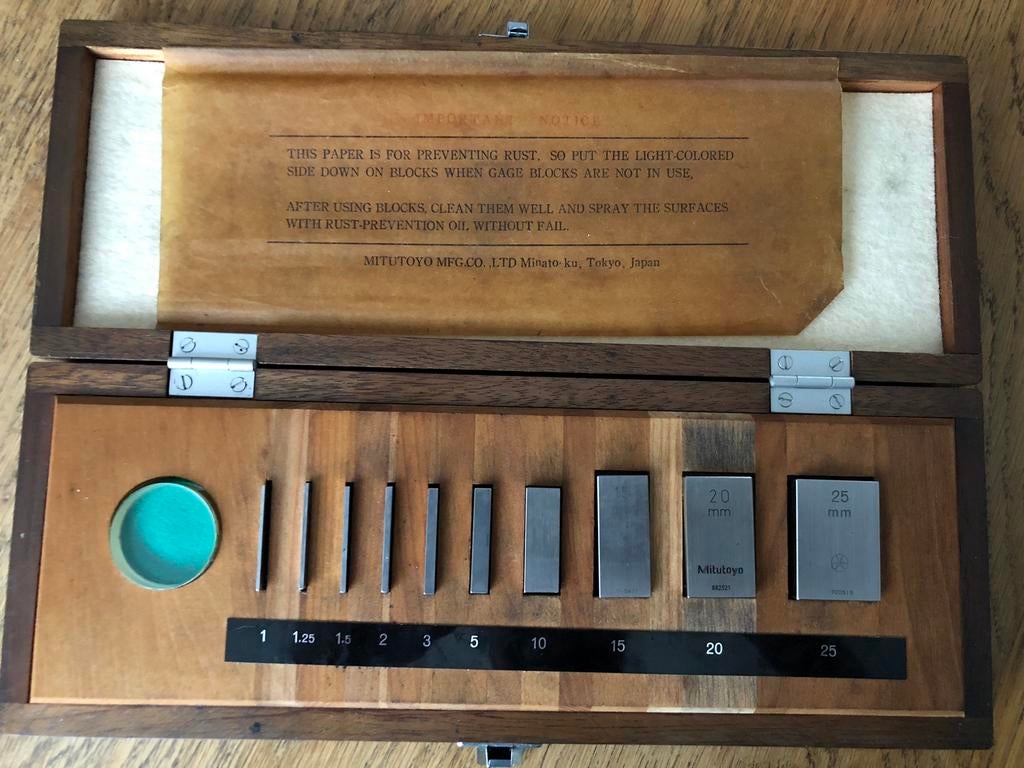 IMPORTANT NOTICE
THIS PAPER IS FOR PREVENTING RUST. SO PUT THE LIGHT-COLORED
SIDE DOWN ON BLOCKS WHEN GAGE BLOCKS ARE NOT IN USE,
AFTER USING BLOCKS, CLEAN THEM WELL AND SPRAY THE SURFACES
WITH RUST-PREVENTION OIL WITHOUT FAIL.
MITUTOYO MFG.CO.,LTD Minato-ku, Tokyo, Japan
20
mm
Mitutoyo
882521
25
mm
1 1.25 1.5 2 3 5 10 15 20 25